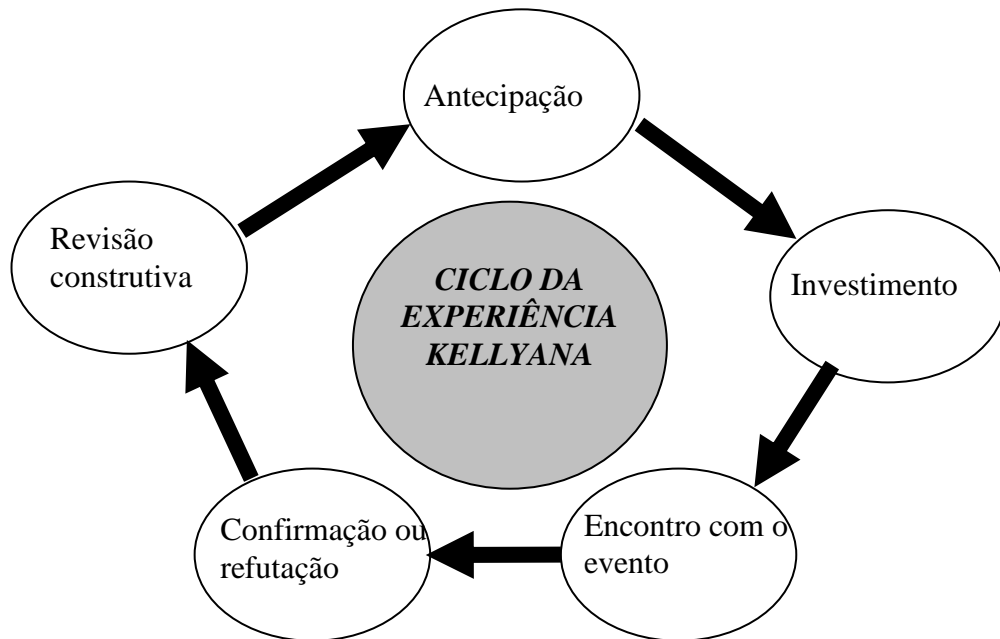 Antecipação
Revisão
construtiva
CICLO DA
EXPERIÊNCIA
KELLYANA
Investimento
Confirmação ou
refutação
Encontro com o
evento